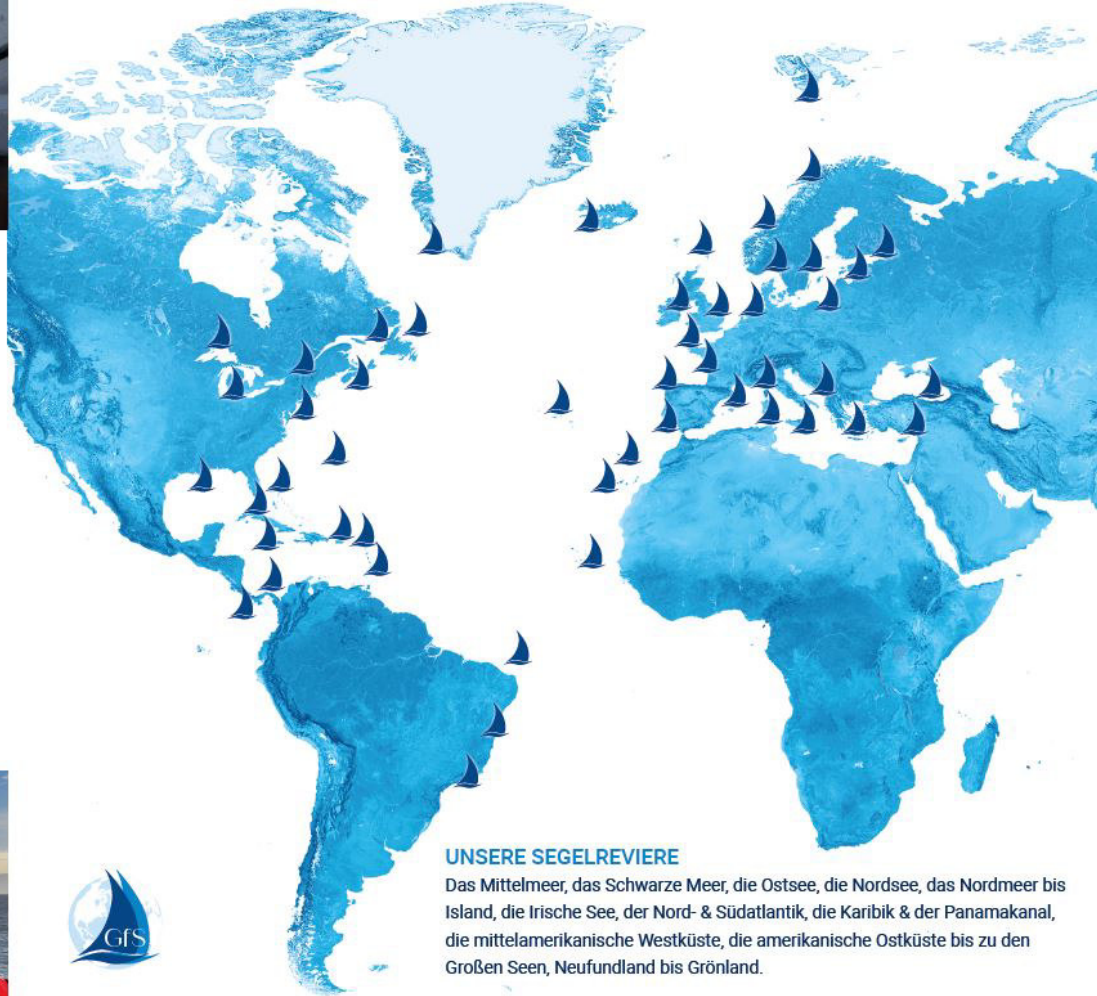 UNSERE SEGELREVIERE
Das Mittelmeer, das Schwarze Meer, die Ostsee, die Nordsee, das Nordmeer bis
Island, die Irische See, der Nord- & Südatlantik, die Karibik & der Panamakanal,
die mittelamerikanische Westküste, die amerikanische Ostküste bis zu den
Großen Seen, Neufundland bis Grönland.
GfS